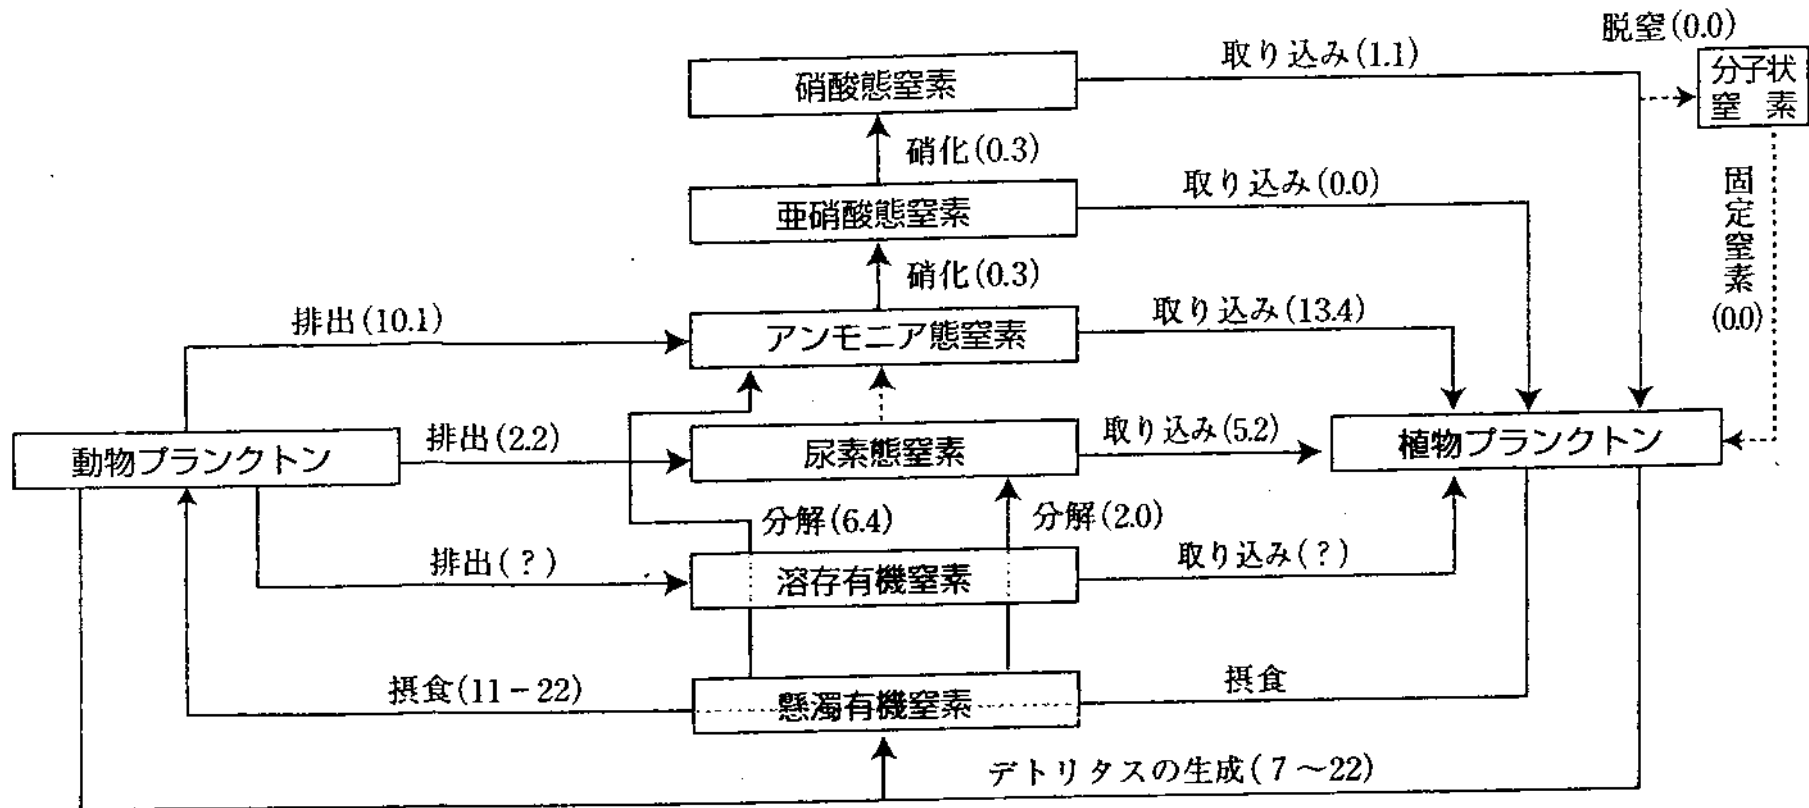 脱窒(0.0)
取り込み(1.1)
硝酸態窒素
分子状
窒 素
硝化(0.3)
取り込み(0.0)
亜硝酸態窒素
固定窒素
(0.0)
硝化(0.3)
排出(10.1)
取り込み(13.4)
アンモニア態窒素
排出(2.2)
取り込み(5.2)
動物プランクトン
尿素態窒素
植物プランクトン
分解(6.4)
分解(2.0)
排出(?)
取り込み(?)
溶存有機窒素
摂食(11-22)
摂食
懸濁有機窒素
デトリタスの生成(7~22)